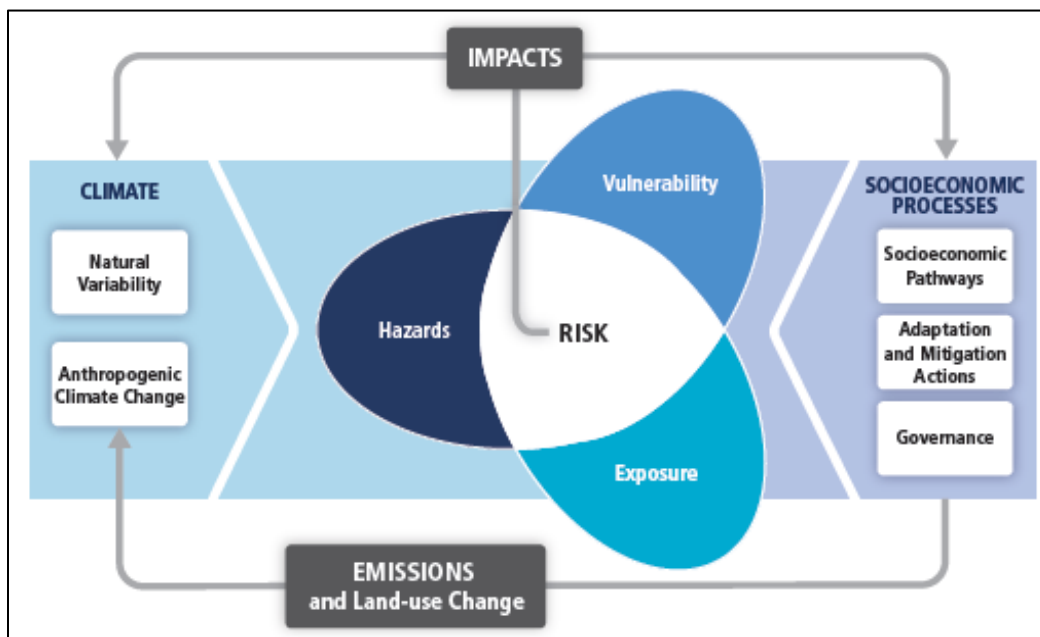 IMPACTS
CLIMATE
Natural
Variability
Anthropogenic
Climate Change
Vulnerability
Hazards
RISK
Exposure
SOCIOECONOMIC
PROCESSES
Socioeconomic
Pathways
Adaptation
and Mitigation
Actions
Governance
EMISSIONS
and Land-use Change